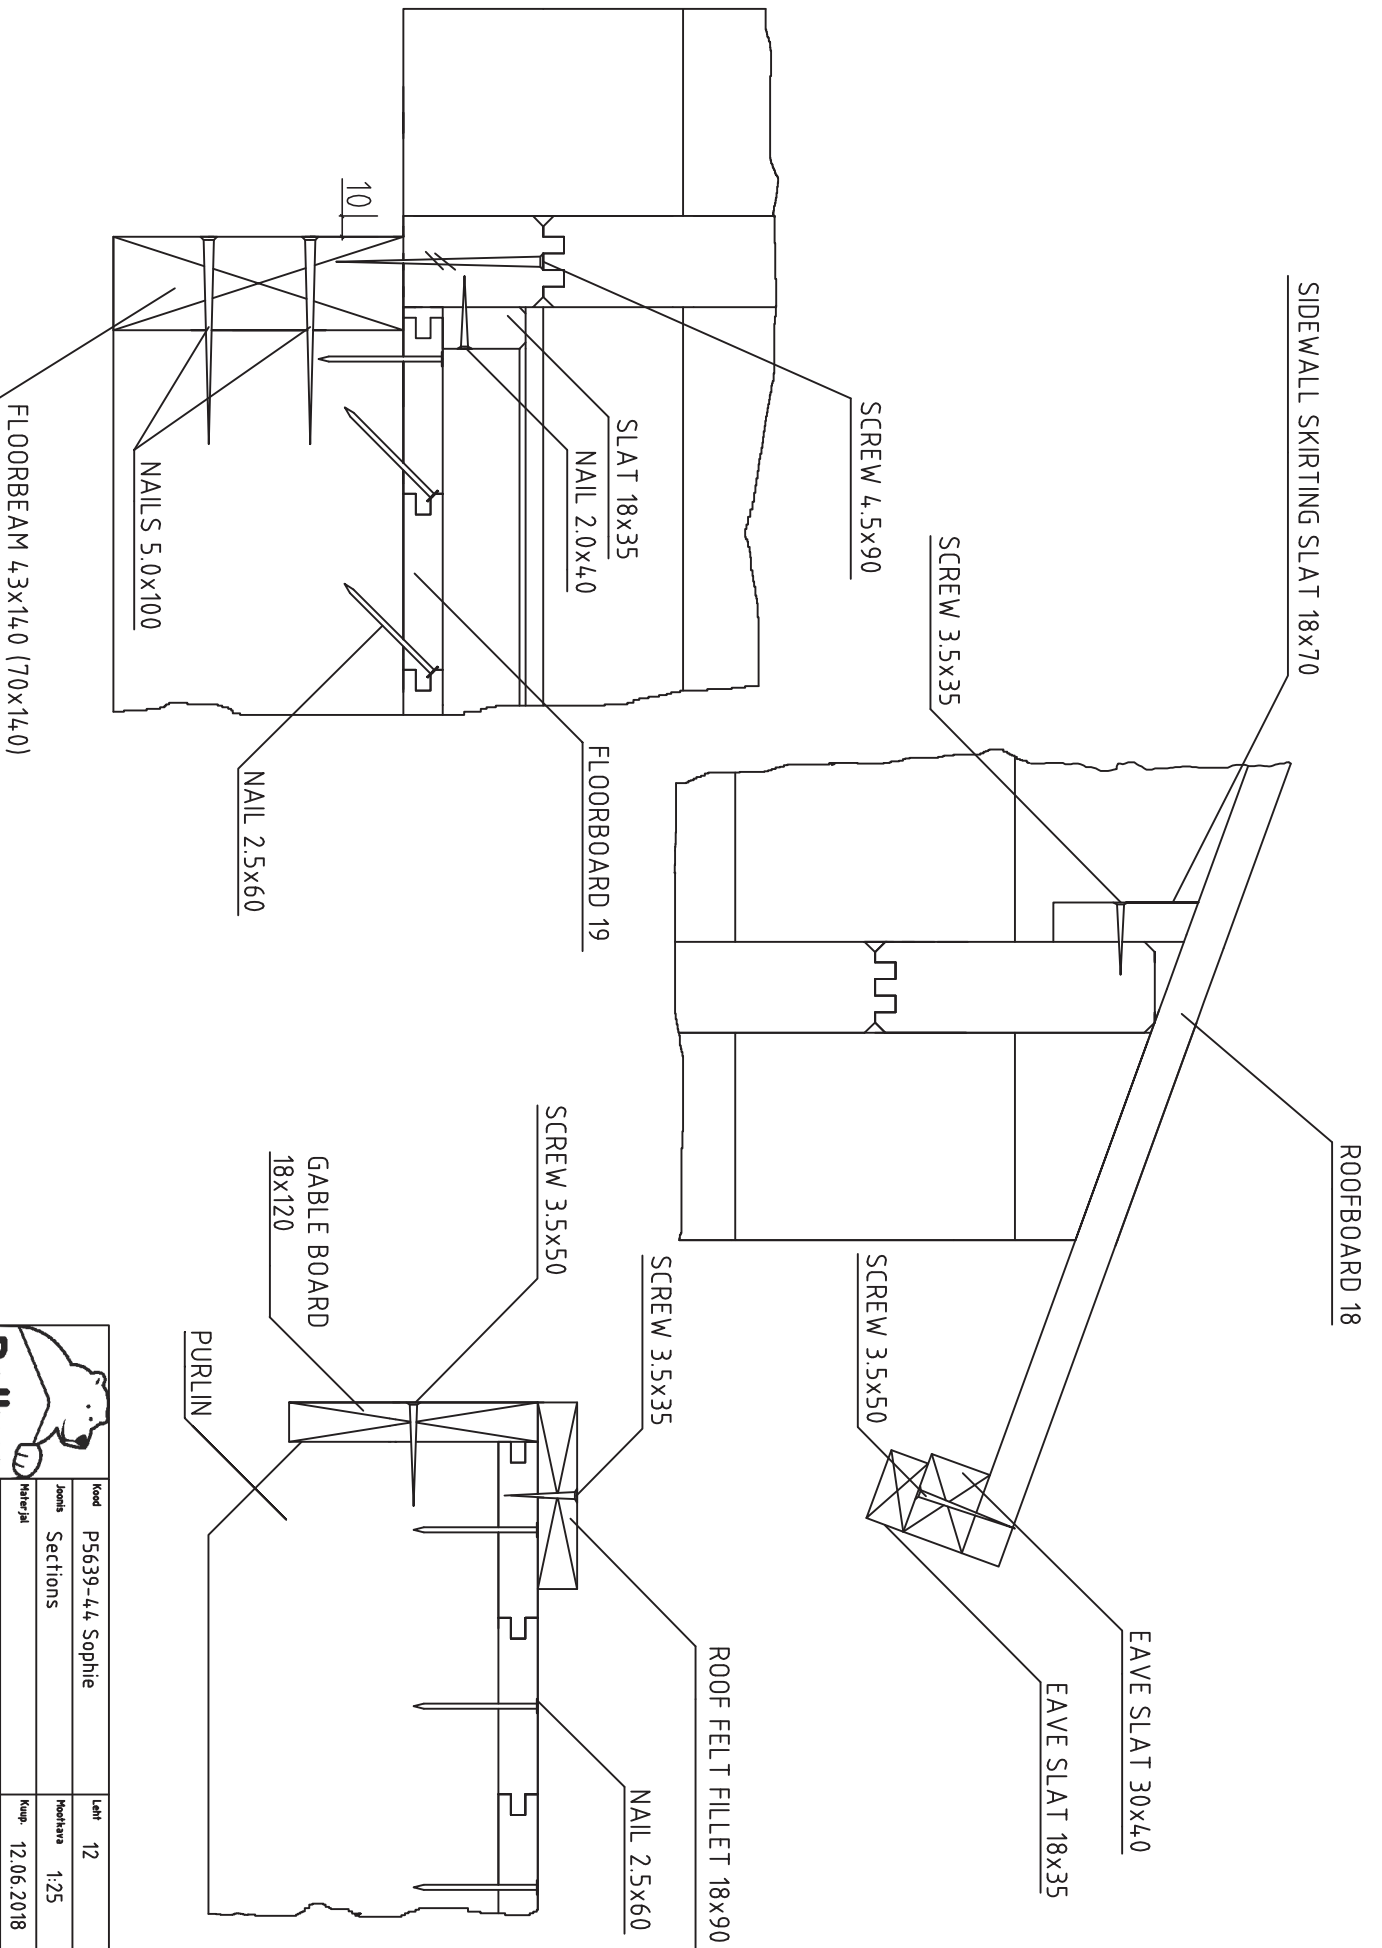 SIDEWALL SKIRTING SLAT 18x70
ROOFBOARD 18
SCREW 3.5x35
SCREW 3.5x50
EAVE SLAT 30x40
EAVE SLAT 18x35
SCREW 4.5x90
SLAT 18x35
NAIL 2.0x40
FLOORBOARD 19
10
NAILS 5.0x100
NAIL 2.5x60
FLOORBEAM 43x140 (70x140)
SCREW 3.5x35
SCREW 3.5x50
ROOF FELT FILLET 18x90
NAIL 2.5x60
GABLE BOARD
18x120
PURLIN
Kood P5639-44 Sophie
Leht 12
Joonis Sections
Mootkava 1:25
Materjal
Kuup. 12.06.2018